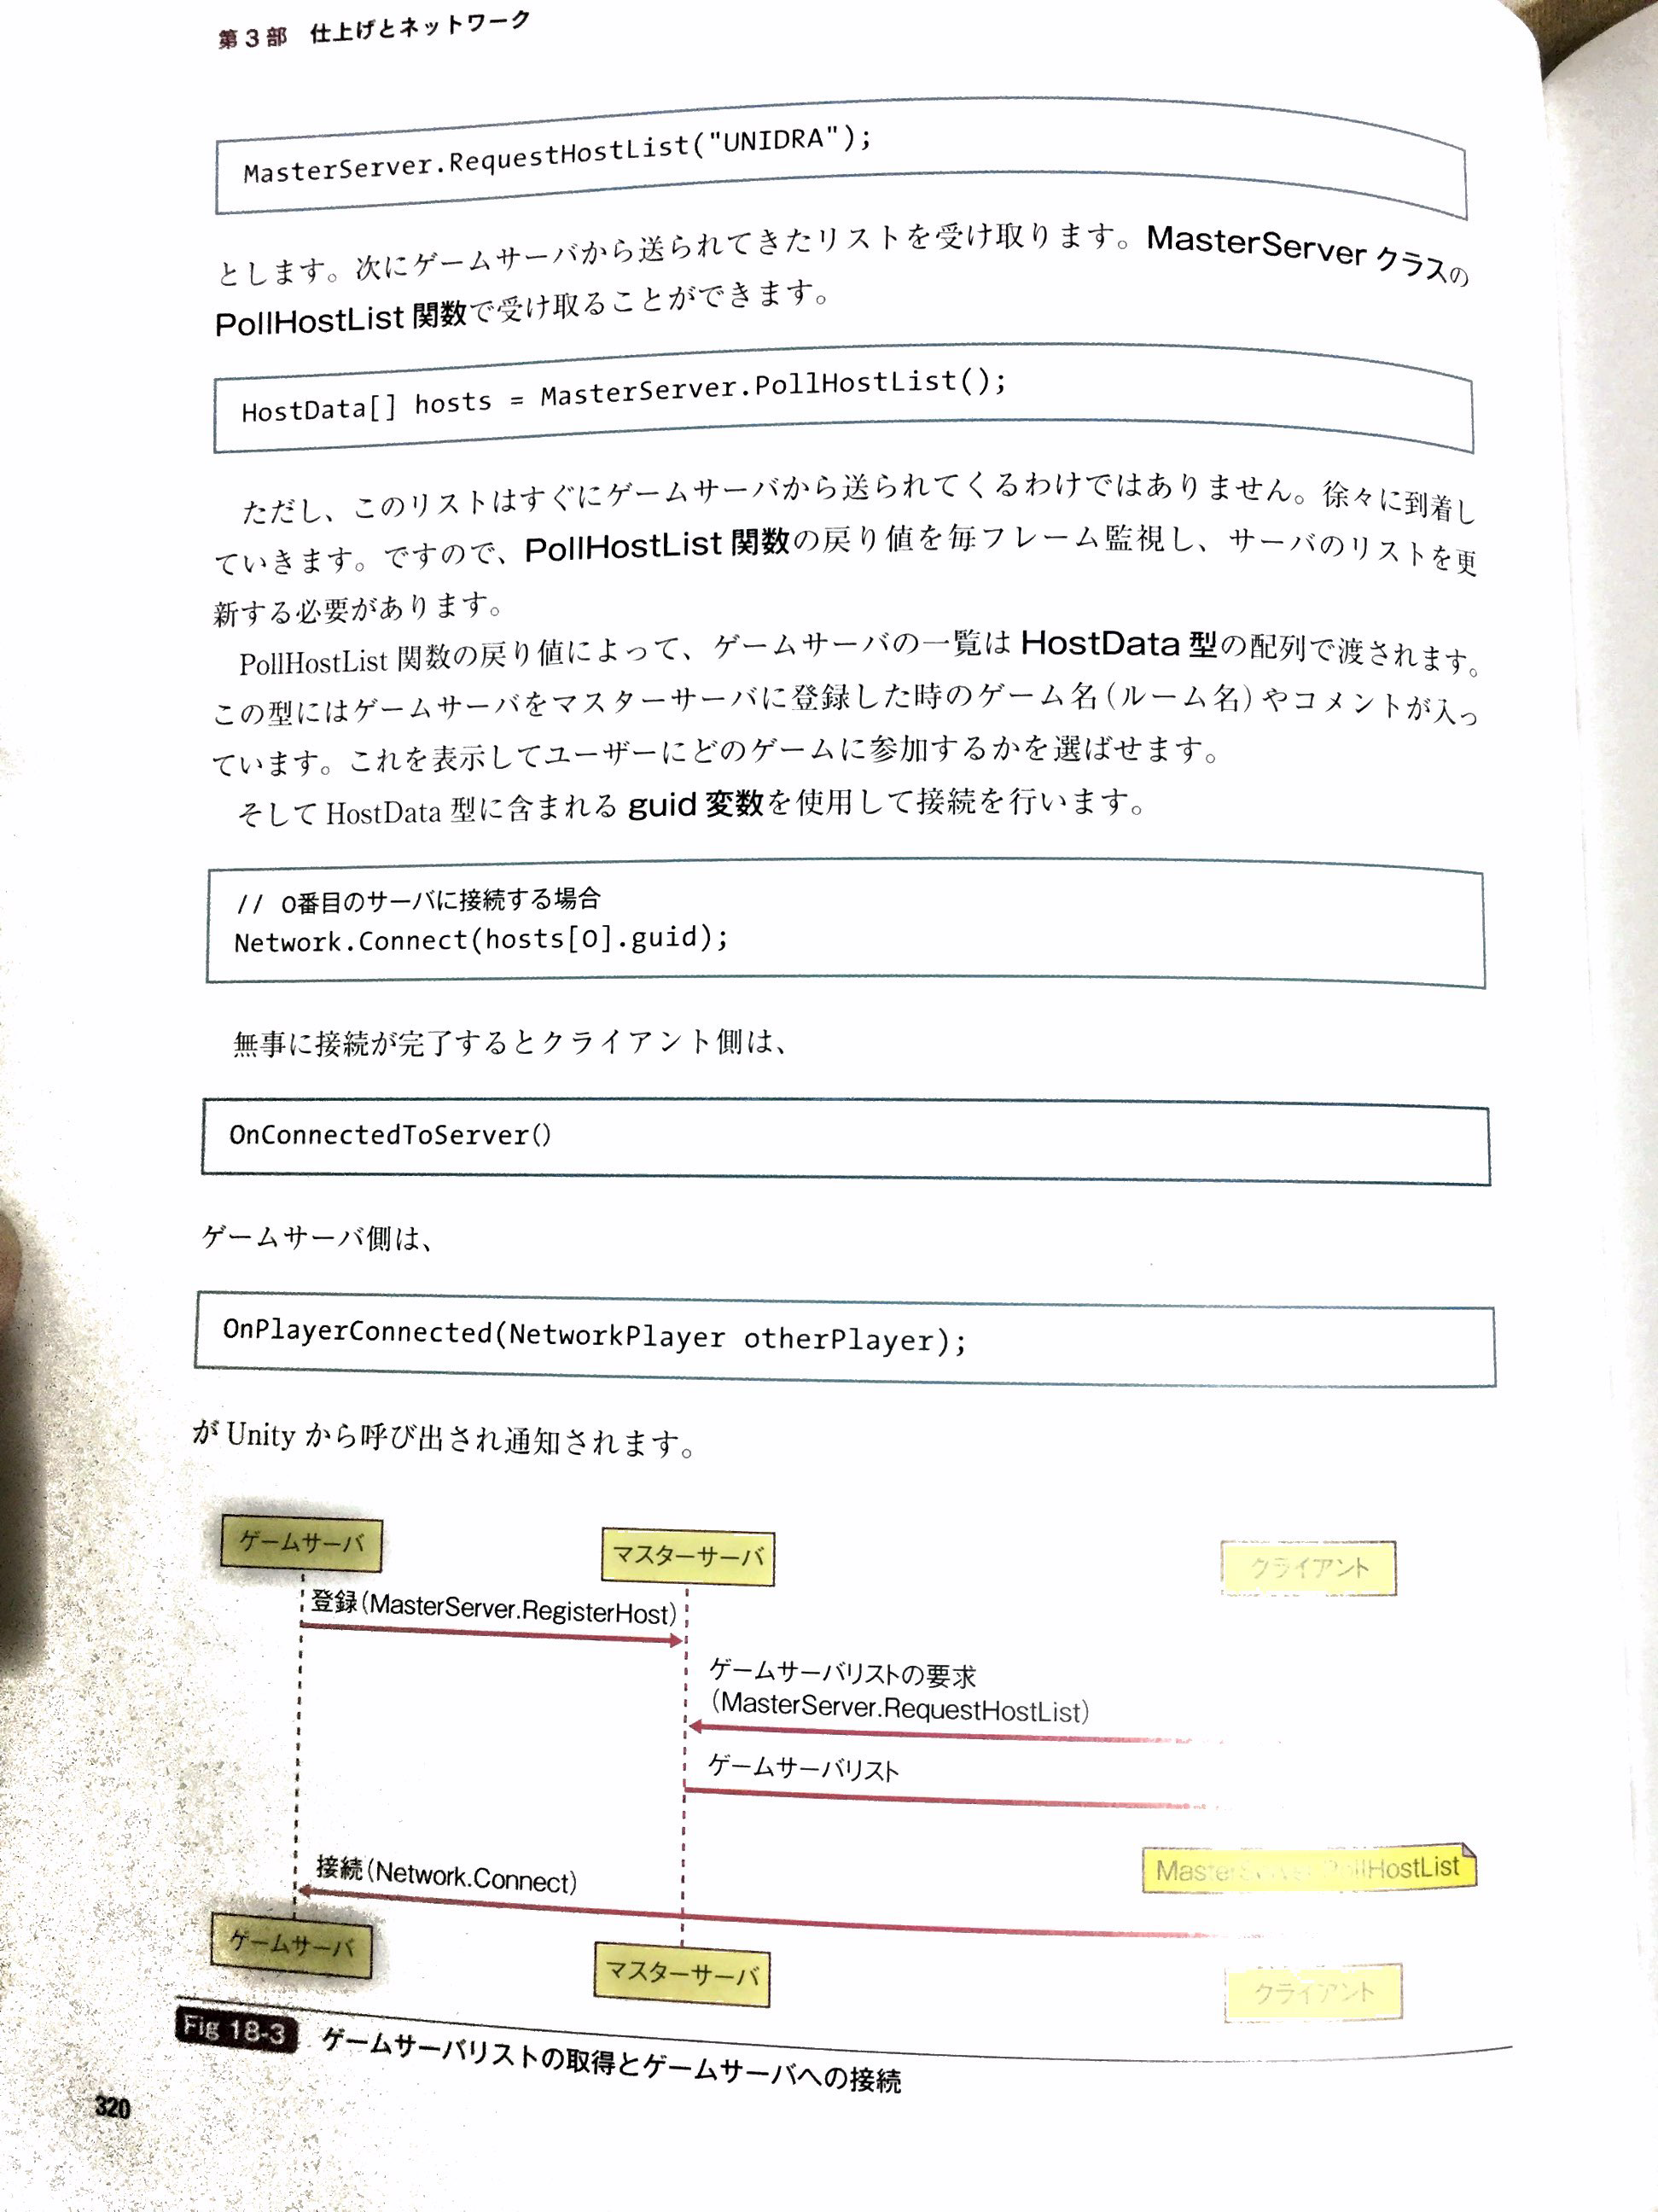 第3部 仕上げとネットワーク
MasterServer.RequestHostList("UNIDRA");
とします。次にゲームサーバから送られてきたリストを受け取ります。MasterServer クラスの
PollHostList 関数で受け取ることができます。
HostData[] hosts = MasterServer.PollHostList();
ただし、このリストはすぐにゲームサーバから送られてくるわけではありません。徐々に到着し
ていきます。ですので、PollHostList 関数の戻り値を毎フレーム監視し、サーバのリストを更
新する必要があります。
PollHostList 関数の戻り値によって、ゲームサーバの一覧は HostData 型の配列で渡されます。
この型にはゲームサーバをマスターサーバに登録した時のゲーム名(ルーム名)やコメントが入っ
ています。これを表示してユーザーにどのゲームに参加するかを選ばせます。
そして HostData 型に含まれる guid 変数を使用して接続を行います。
// 0番目のサーバに接続する場合
Network.Connect(hosts[0].guid);
無事に接続が完了するとクライアント側は、
OnConnectedToServer()
ゲームサーバ側は、
OnPlayerConnected(NetworkPlayer otherPlayer);
が Unity から呼び出され通知されます。
ゲームサーバ
マスターサーバ
クライアント
登録(MasterServer.RegisterHost)
ゲームサーバリストの要求
(MasterServer.RequestHostList)
ゲームサーバリスト
MasterServer.PollHostList
接続(Network.Connect)
ゲームサーバ
マスターサーバ
クライアント
Fig 18-3 ゲームサーバリストの取得とゲームサーバへの接続
320